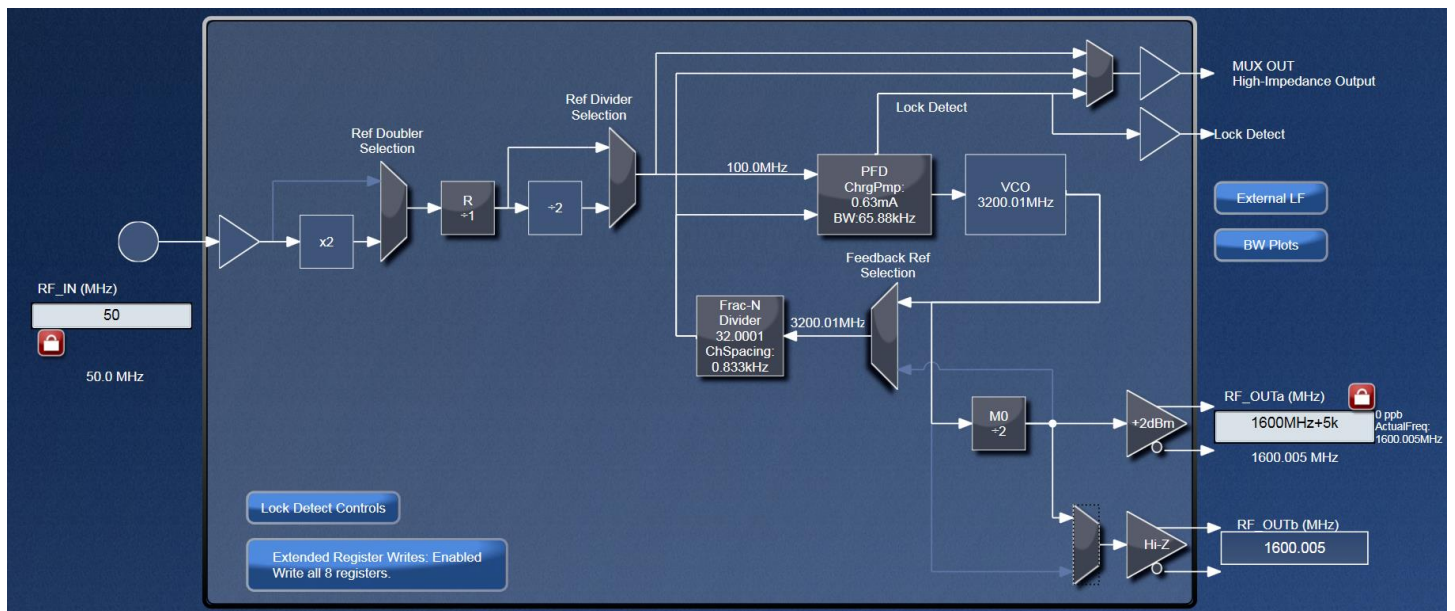 MUX OUT
High-Impedance Output
Lock Detect
Lock Detect
Ref Divider
Selection
Ref Doubler
Selection
100.0MHz
PFD
ChrgPmp:
0.63mA
BW:65.88kHz
VCO
3200.01MHz
External LF
BW Plots
R
÷1
÷2
x2
RF_IN (MHz)
50
50.0 MHz
Feedback Ref
Selection
Frac-N
Divider
32.0001
ChSpacing:
0.833kHz
3200.01MHz
M0
÷2
+2dBm
RF_OUTa (MHz)
1600MHz+5k
0 ppb
ActualFreq:
1600.005MHz
1600.005 MHz
Lock Detect Controls
Extended Register Writes: Enabled
Write all 8 registers.
Hi-Z
RF_OUTb (MHz)
1600.005